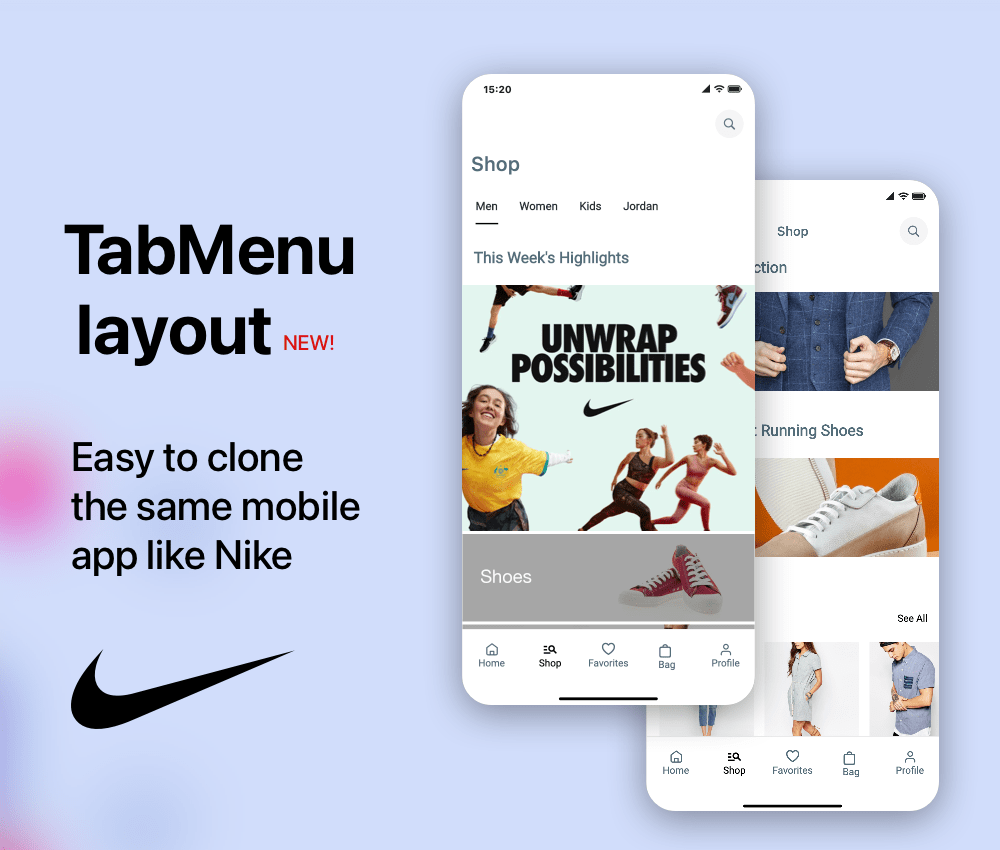 TabMenu
layout NEW!
Easy to clone
the same mobile
app like Nike
15:20
Shop
Men Women Kids Jordan
This Week's Highlights
UNWRAP
POSSIBILITIES
Shoes
Home Shop Favorites Bag Profile
Shop
ction
Running Shoes
See All
Home Shop Favorites Bag Profile